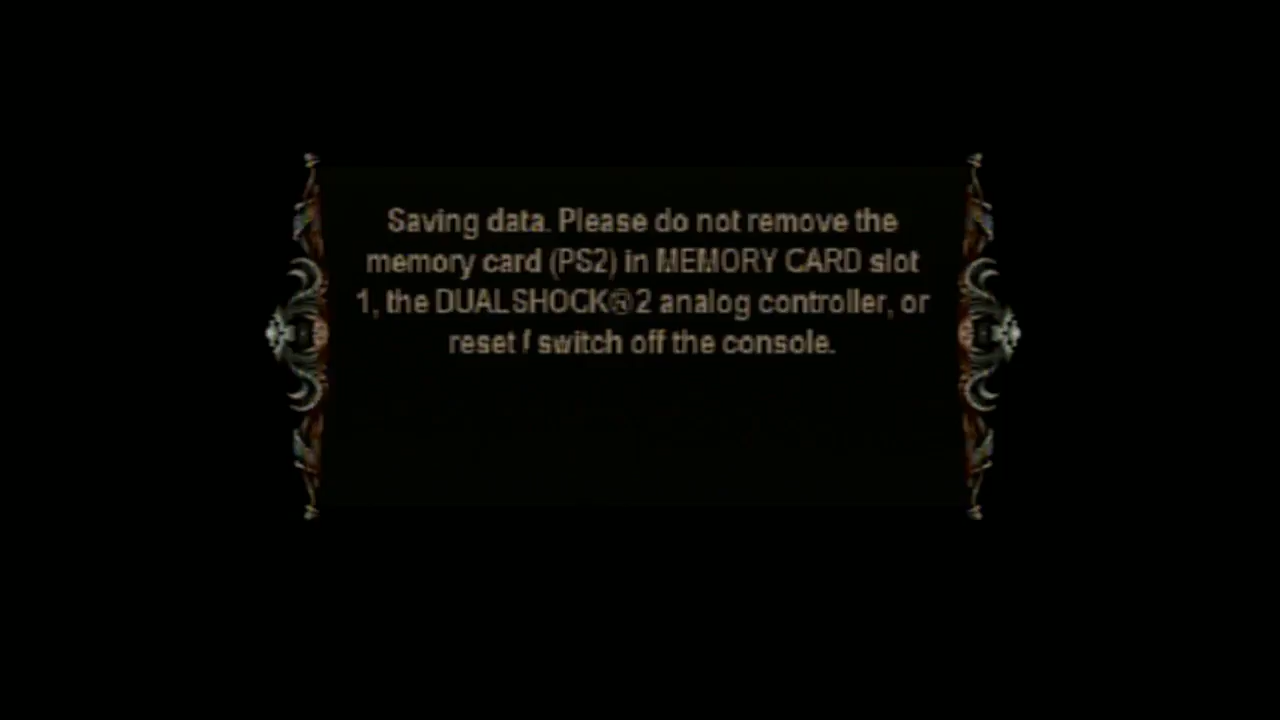 Saving data. Please do not remove the
memory card (PS2) in MEMORY CARD slot
1, the DUALSHOCK®2 analog controller, or
reset / switch off the console.